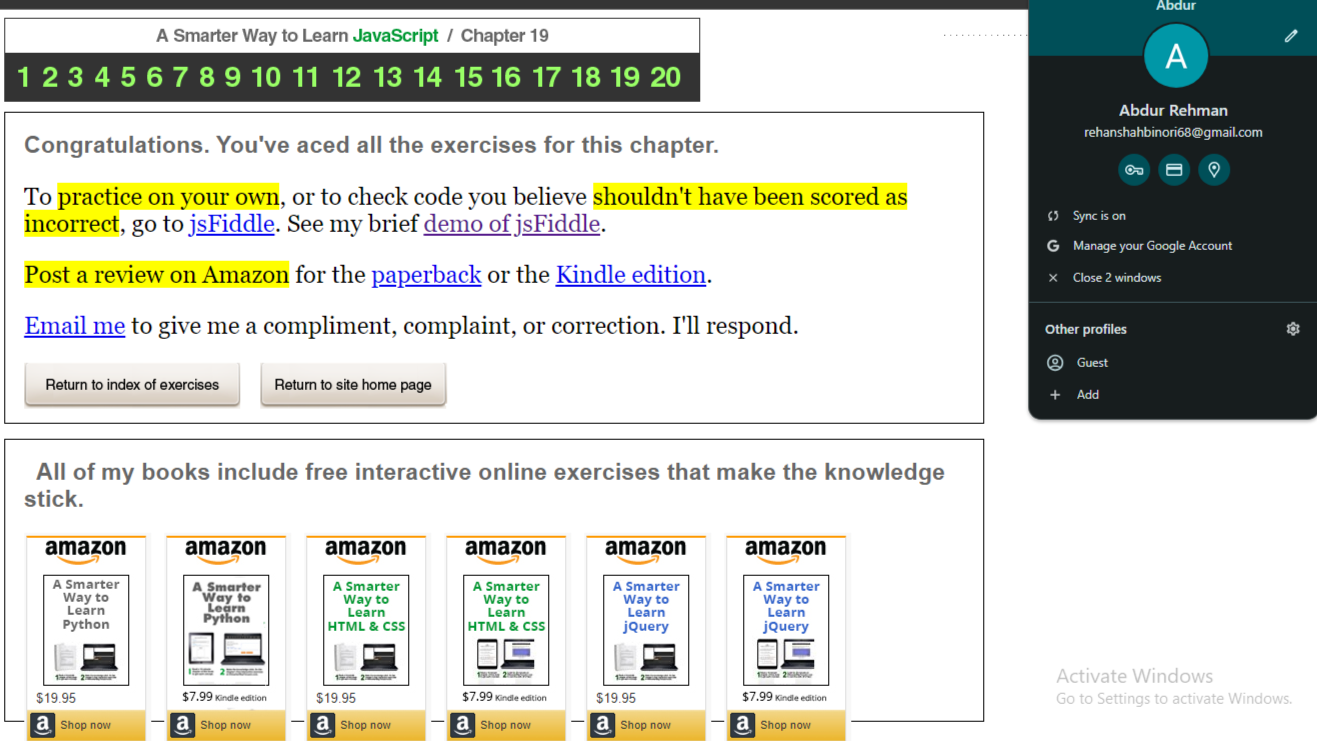 A Smarter Way to Learn JavaScript / Chapter 19
1 2 3 4 5 6 7 8 9 10 11 12 13 14 15 16 17 18 19 20
Congratulations. You've aced all the exercises for this chapter.
To practice on your own, or to check code you believe shouldn't have been scored as
incorrect, go to jsFiddle. See my brief demo of jsFiddle.
Post a review on Amazon for the paperback or the Kindle edition.
Email me to give me a compliment, complaint, or correction. I'll respond.
Return to index of exercises
Return to site home page
All of my books include free interactive online exercises that make the knowledge
stick.
amazon
A Smarter
Way to
Learn
Python
$19.95
a Shop now
amazon
A Smarter
Way to
Learn
Python
$7.99 Kindle edition
a Shop now
amazon
A Smarter
Way to
Learn
HTML & CSS
$19.95
a Shop now
amazon
A Smarter
Way to
Learn
HTML & CSS
$7.99 Kindle edition
a Shop now
amazon
A Smarter
Way to
Learn
jQuery
$19.95
a Shop now
amazon
A Smarter
Way to
Learn
jQuery
$7.99 Kindle edition
a Shop now
Abdur
A
Abdur Rehman
rehanshahbinori68@gmail.com
Sync is on
G Manage your Google Account
Close 2 windows
Other profiles
Guest
Add
Activate Windows
Go to Settings to activate Windows.